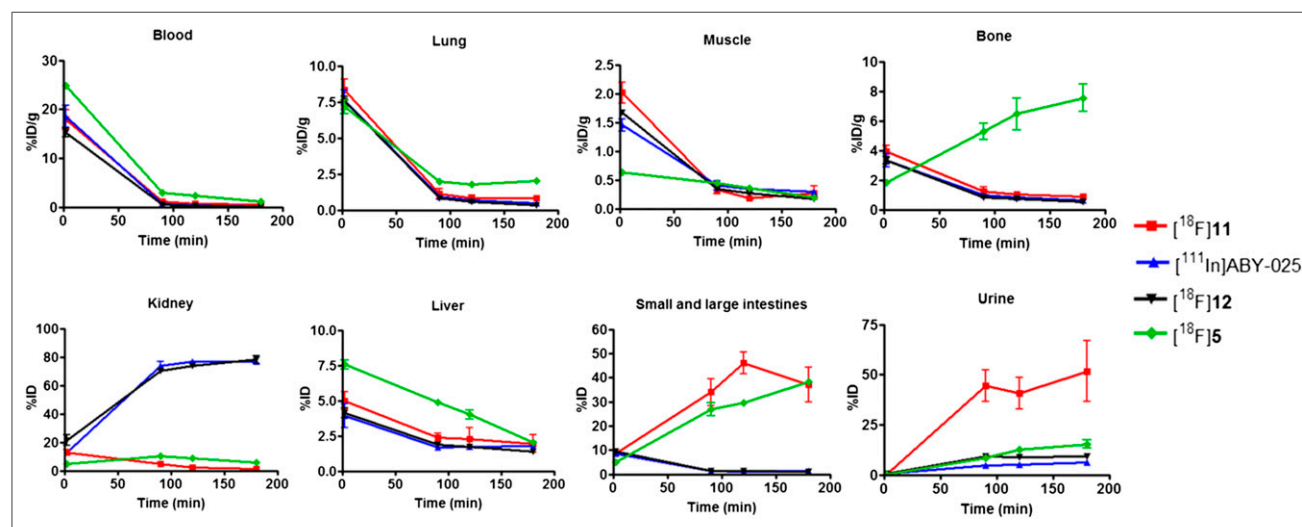 Blood
%ID/g
30
20
10
0
0 50 100 150 200
Time (min)
Lung
%ID/g
10.0
7.5
5.0
2.5
0.0
0 50 100 150 200
Time (min)
Muscle
%ID/g
2.5
2.0
1.5
1.0
0.5
0.0
0 50 100 150 200
Time (min)
Bone
%ID/g
10
8
6
4
2
0
0 50 100 150 200
Time (min)
[¹⁸F]11
[¹¹¹In]ABY-025
[¹⁸F]12
[¹⁸F]5
Kidney
%ID
100
80
60
40
20
0
0 50 100 150 200
Time (min)
Liver
%ID
10.0
7.5
5.0
2.5
0.0
0 50 100 150 200
Time (min)
Small and large intestines
%ID
60
50
40
30
20
10
0
0 50 100 150 200
Time (min)
Urine
%ID
75
50
25
0
0 50 100 150 200
Time (min)